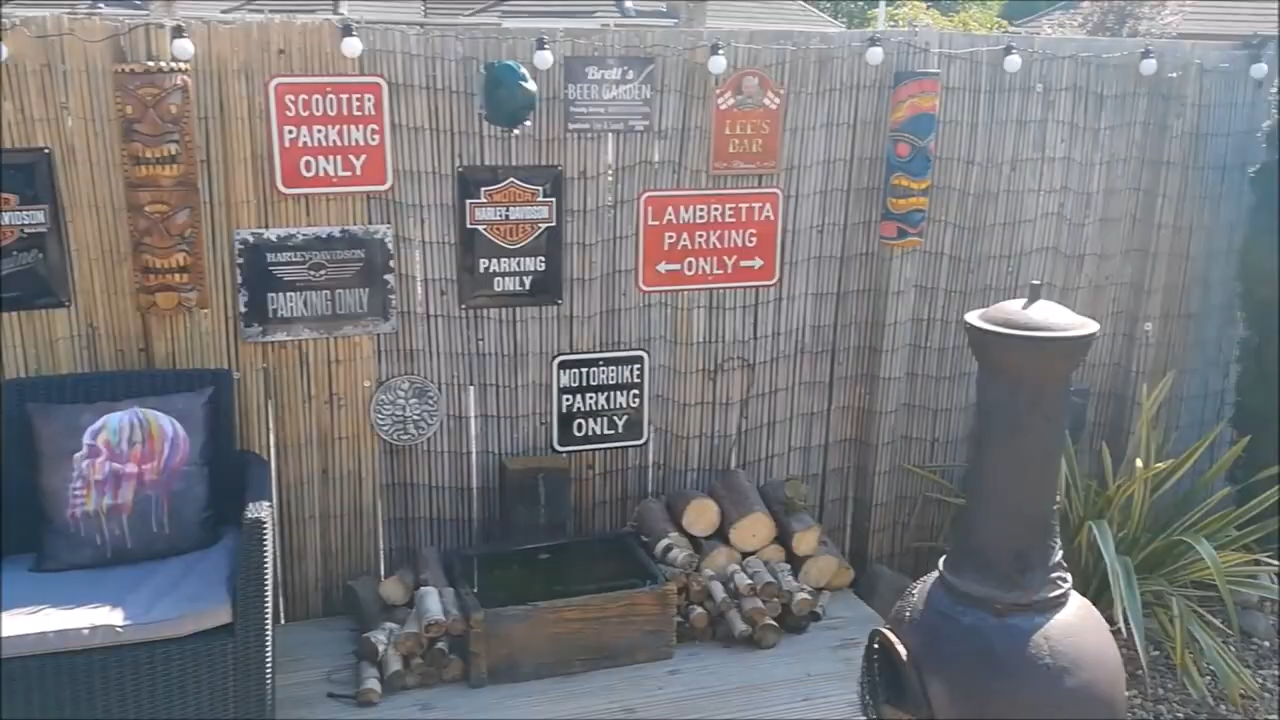 SCOOTER
PARKING
ONLY
Brett's
BEER GARDEN
LEE'S
BAR
HARLEY-DAVIDSON
PARKING ONLY
MOTOR
HARLEY-DAVIDSON
CYCLES
PARKING
ONLY
LAMBRETTA
PARKING
←ONLY→
MOTORBIKE
PARKING
ONLY